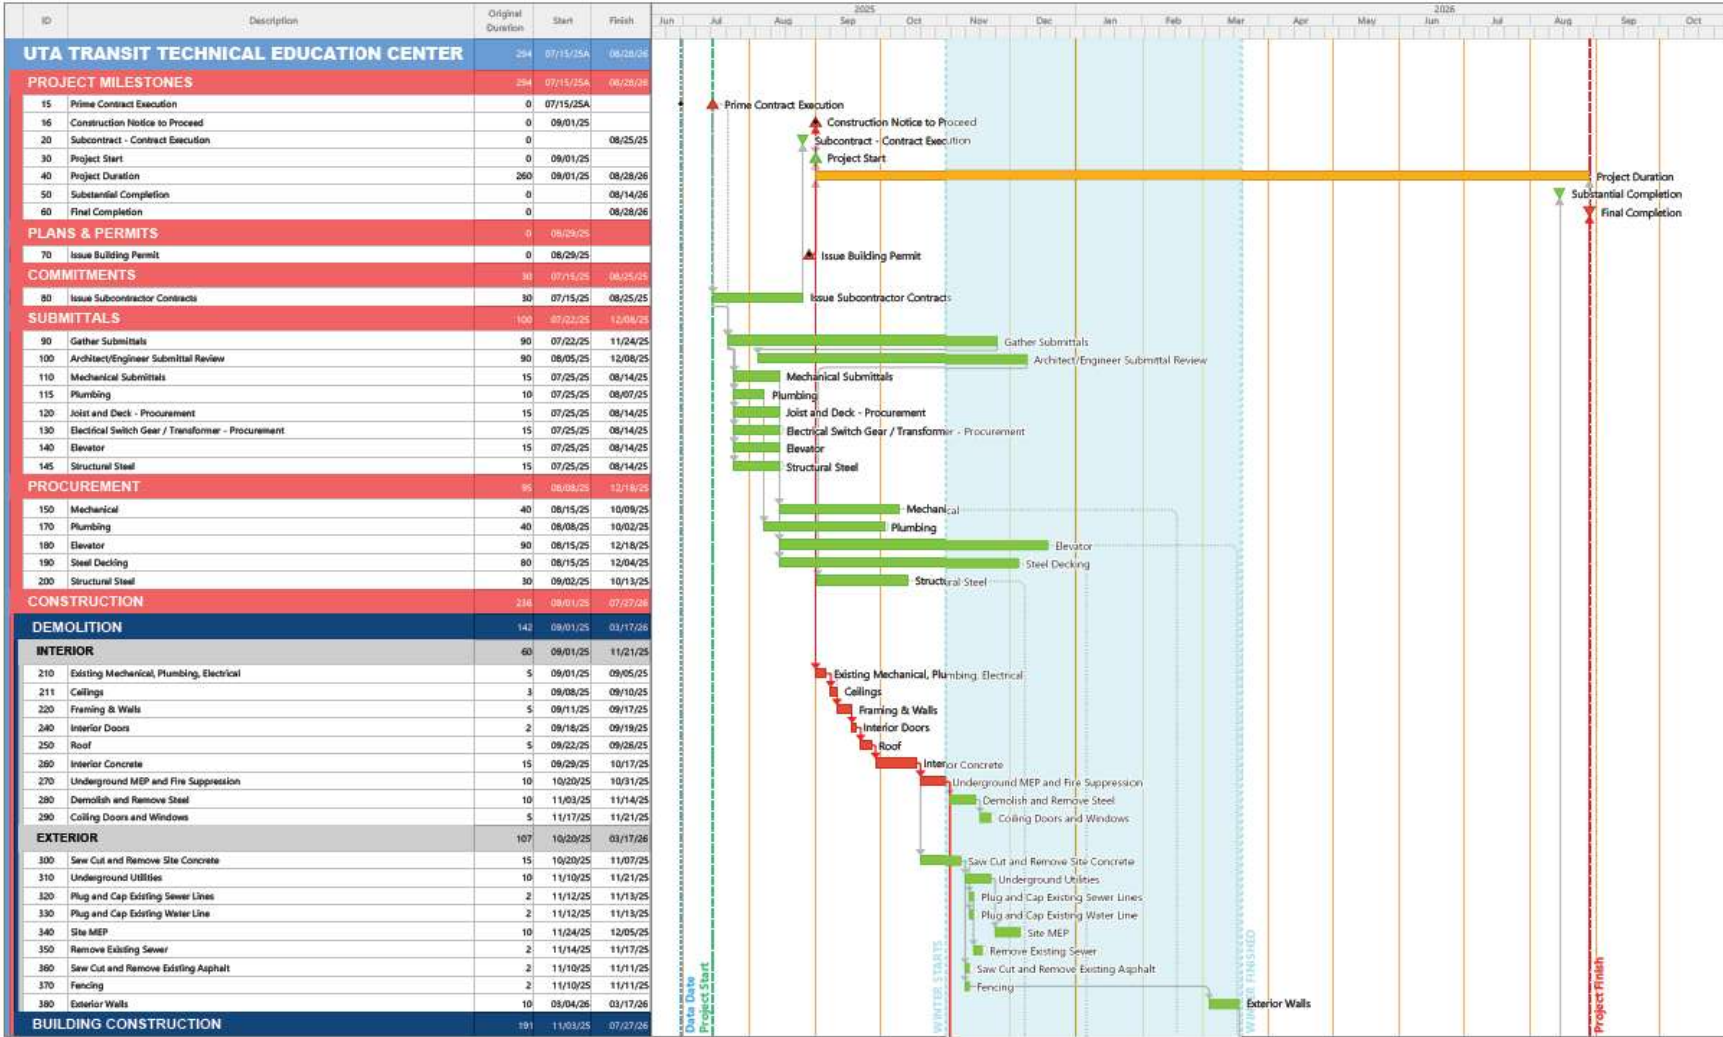 2025 2026
ID Description Original Duration Start Finish Jun Jul Aug Sep Oct Nov Dec Jan Feb Mar Apr May Jun Jul Aug Sep Oct
UTA TRANSIT TECHNICAL EDUCATION CENTER 294 07/15/25A 08/28/26
PROJECT MILESTONES 294 07/15/25A 08/28/26
15 Prime Contract Execution 0 07/15/25A Prime Contract Execution
16 Construction Notice to Proceed 0 09/01/25 Construction Notice to Proceed
20 Subcontract - Contract Execution 0 08/25/25 Subcontract - Contract Execution
30 Project Start 0 09/01/25 Project Start
40 Project Duration 260 09/01/25 08/28/26 Project Duration
50 Substantial Completion 0 08/14/26 Substantial Completion
60 Final Completion 0 08/28/26 Final Completion
PLANS & PERMITS 0 08/29/25
70 Issue Building Permit 0 08/29/25 Issue Building Permit
COMMITMENTS 30 07/15/25 08/25/25
80 Issue Subcontractor Contracts 30 07/15/25 08/25/25 Issue Subcontractor Contracts
SUBMITTALS 100 07/22/25 12/08/25
90 Gather Submittals 90 07/22/25 11/24/25 Gather Submittals
100 Architect/Engineer Submittal Review 90 08/05/25 12/08/25 Architect/Engineer Submittal Review
110 Mechanical Submittals 15 07/25/25 08/14/25 Mechanical Submittals
115 Plumbing 10 07/25/25 08/07/25 Plumbing
120 Joist and Deck - Procurement 15 07/25/25 08/14/25 Joist and Deck - Procurement
130 Electrical Switch Gear / Transformer - Procurement 15 07/25/25 08/14/25 Electrical Switch Gear / Transformer - Procurement
140 Elevator 15 07/25/25 08/14/25 Elevator
145 Structural Steel 15 07/25/25 08/14/25 Structural Steel
PROCUREMENT 95 08/08/25 12/18/25
150 Mechanical 40 08/15/25 10/09/25 Mechanical
170 Plumbing 40 08/08/25 10/02/25 Plumbing
180 Elevator 90 08/15/25 12/18/25 Elevator
190 Steel Decking 80 08/15/25 12/04/25 Steel Decking
200 Structural Steel 30 09/02/25 10/13/25 Structural Steel
CONSTRUCTION 236 09/01/25 07/27/26
DEMOLITION 142 09/01/25 03/17/26
INTERIOR 60 09/01/25 11/21/25
210 Existing Mechanical, Plumbing, Electrical 5 09/01/25 09/05/25 Existing Mechanical, Plumbing, Electrical
211 Ceilings 3 09/08/25 09/10/25 Ceilings
220 Framing & Walls 5 09/11/25 09/17/25 Framing & Walls
240 Interior Doors 2 09/18/25 09/19/25 Interior Doors
250 Roof 5 09/22/25 09/26/25 Roof
260 Interior Concrete 15 09/29/25 10/17/25 Interior Concrete
270 Underground MEP and Fire Suppression 10 10/20/25 10/31/25 Underground MEP and Fire Suppression
280 Demolish and Remove Steel 10 11/03/25 11/14/25 Demolish and Remove Steel
290 Coiling Doors and Windows 5 11/17/25 11/21/25 Coiling Doors and Windows
EXTERIOR 107 10/20/25 03/17/26
300 Saw Cut and Remove Site Concrete 15 10/20/25 11/07/25 Saw Cut and Remove Site Concrete
310 Underground Utilities 10 11/10/25 11/21/25 Underground Utilities
320 Plug and Cap Existing Sewer Lines 2 11/12/25 11/13/25 Plug and Cap Existing Sewer Lines
330 Plug and Cap Existing Water Line 2 11/12/25 11/13/25 Plug and Cap Existing Water Line
340 Site MEP 10 11/24/25 12/05/25 Site MEP
350 Remove Existing Sewer 2 11/14/25 11/17/25 Remove Existing Sewer
360 Saw Cut and Remove Existing Asphalt 2 11/10/25 11/11/25 Saw Cut and Remove Existing Asphalt
370 Fencing 2 11/10/25 11/11/25 Fencing
380 Exterior Walls 10 03/04/26 03/17/26 Exterior Walls
BUILDING CONSTRUCTION 191 11/03/25 07/27/26
Data Date
Project Start
WINTER STARTS
WINTER FINISHED
Project Finish